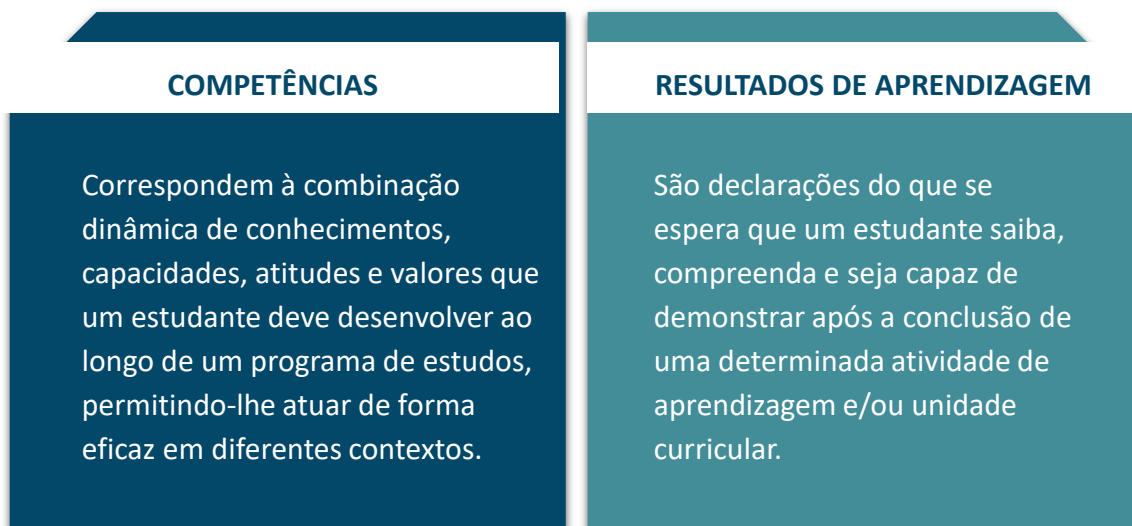 COMPETÊNCIAS
Correspondem à combinação
dinâmica de conhecimentos,
capacidades, atitudes e valores que
um estudante deve desenvolver ao
longo de um programa de estudos,
permitindo-lhe atuar de forma
eficaz em diferentes contextos.
RESULTADOS DE APRENDIZAGEM
São declarações do que se
espera que um estudante saiba,
compreenda e seja capaz de
demonstrar após a conclusão de
uma determinada atividade de
aprendizagem e/ou unidade
curricular.